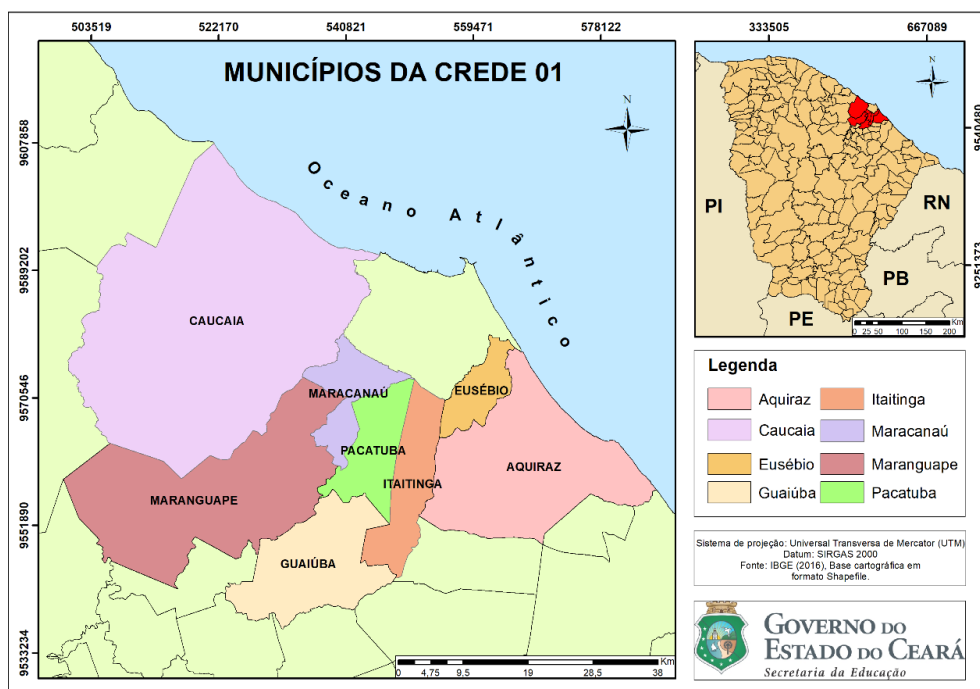 503519 522170 540821 559471 578122
MUNICÍPIOS DA CREDE 01
N
Oceano Atlântico
9607858
9589202
9570546
9551890
9533234
CAUCAIA
MARACANAÚ
EUSÉBIO
PACATUBA
AQUIRAZ
ITAITINGA
MARANGUAPE
GUAIÚBA
Km
0 4,75 9,5 19 28,5 38
333505 667089
N
9540480
9251373
PI
RN
PB
PE
Km
0 25 50 100 150 200
Legenda
Aquiraz
Caucaia
Eusébio
Guaiúba
Itaitinga
Maracanaú
Maranguape
Pacatuba
Sistema de projeção: Universal Transversa de Mercator (UTM)
Datum: SIRGAS 2000
Fonte: IBGE (2016), Base cartográfica em
formato Shapefile.
GOVERNO DO
ESTADO DO CEARÁ
Secretaria da Educação